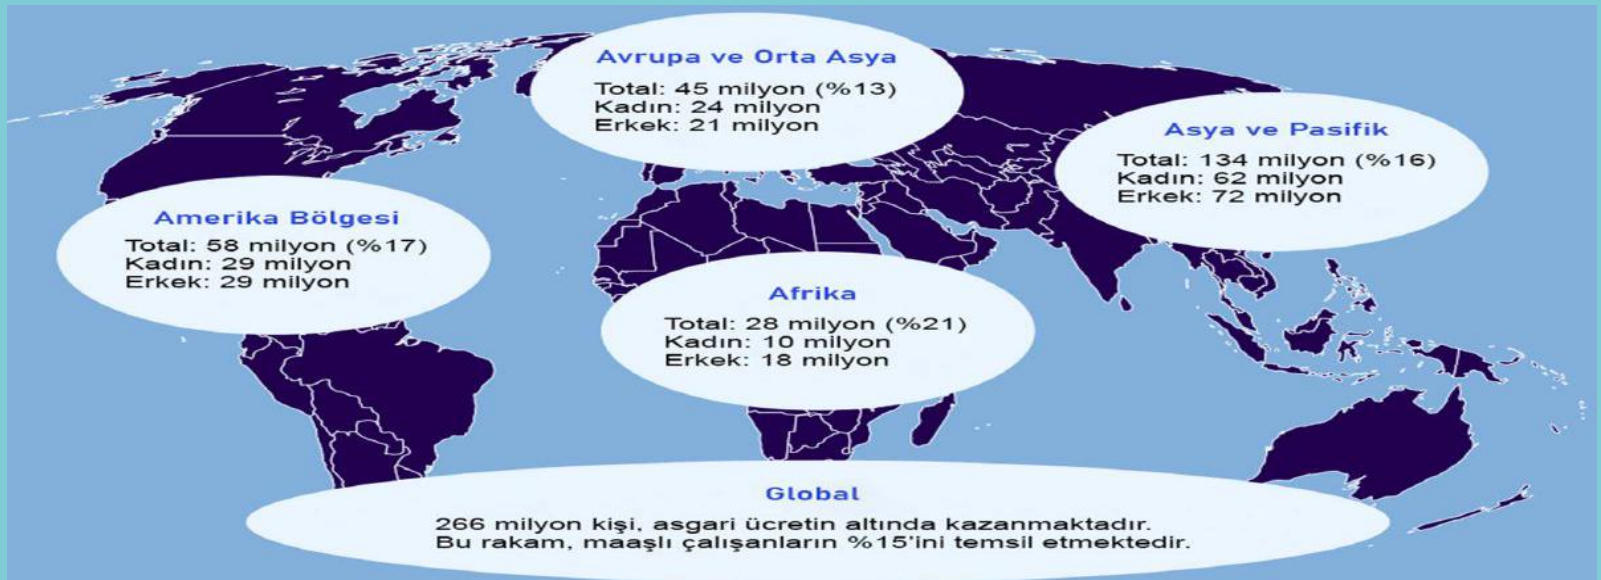 Avrupa ve Orta Asya
Total: 45 milyon (%13)
Kadın: 24 milyon
Erkek: 21 milyon
Asya ve Pasifik
Total: 134 milyon (%16)
Kadın: 62 milyon
Erkek: 72 milyon
Amerika Bölgesi
Total: 58 milyon (%17)
Kadın: 29 milyon
Erkek: 29 milyon
Afrika
Total: 28 milyon (%21)
Kadın: 10 milyon
Erkek: 18 milyon
Global
266 milyon kişi, asgari ücretin altında kazanmaktadır.
Bu rakam, maaşlı çalışanların %15'ini temsil etmektedir.